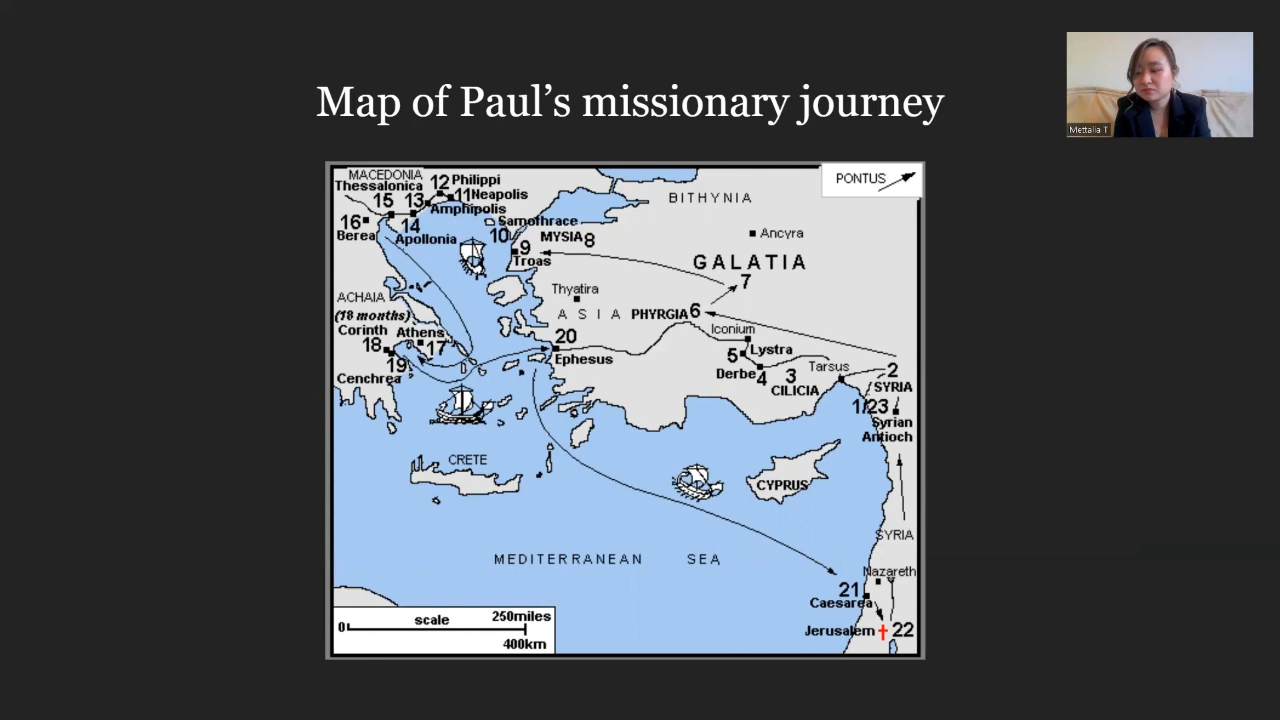 Map of Paul's missionary journey
Mettalia T
PONTUS
MACEDONIA
Thessalonica
12 Philippi
11 Neapolis
15 13
Amphipolis
16
14
Berea
Apollonia
Samothrace
10
BITHYNIA
MYSIA 8
9
Troas
Ancyra
GALATIA
7
Thyatira
ASIA
PHYRGIA 6
ACHAIA
(18 months)
Corinth
Athens
18
17
19
Cenchrea
20
Ephesus
Iconium
5 Lystra
Derbe 4
3
CILICIA
Tarsus
2
SYRIA
1/23
Syrian
Antioch
CRETE
CYPRUS
MEDITERRANEAN SEA
SYRIA
Nazareth
21
Caesarea
Jerusalem 22
scale
250miles
0
400km